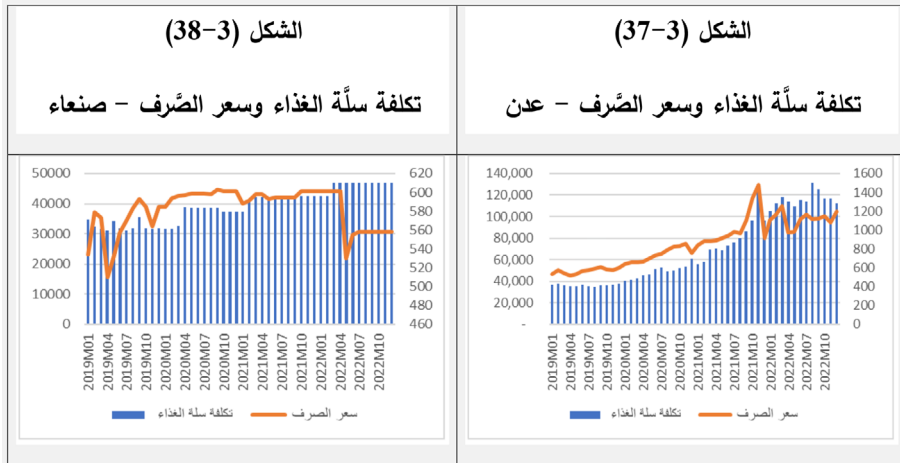 الشكل (3-37)
تكلفة سلَّة الغذاء وسعر الصَّرف - عدن
140,000
120,000
100,000
80,000
60,000
40,000
20,000
-
1600
1400
1200
1000
800
600
400
200
0
2019M01
2019M04
2019M07
2019M10
2020M01
2020M04
2020M07
2020M10
2021M01
2021M04
2021M07
2021M10
2022M01
2022M04
2022M07
2022M10
سعر الصرف
تكلفة سلة الغذاء
الشكل (3-38)
تكلفة سلَّة الغذاء وسعر الصَّرف - صنعاء
50000
40000
30000
20000
10000
0
620
600
580
560
540
520
500
480
460
2019M01
2019M04
2019M07
2019M10
2020M01
2020M04
2020M07
2020M10
2021M01
2021M04
2021M07
2021M10
2022M01
2022M04
2022M07
2022M10
سعر الصرف
تكلفة سلة الغذاء